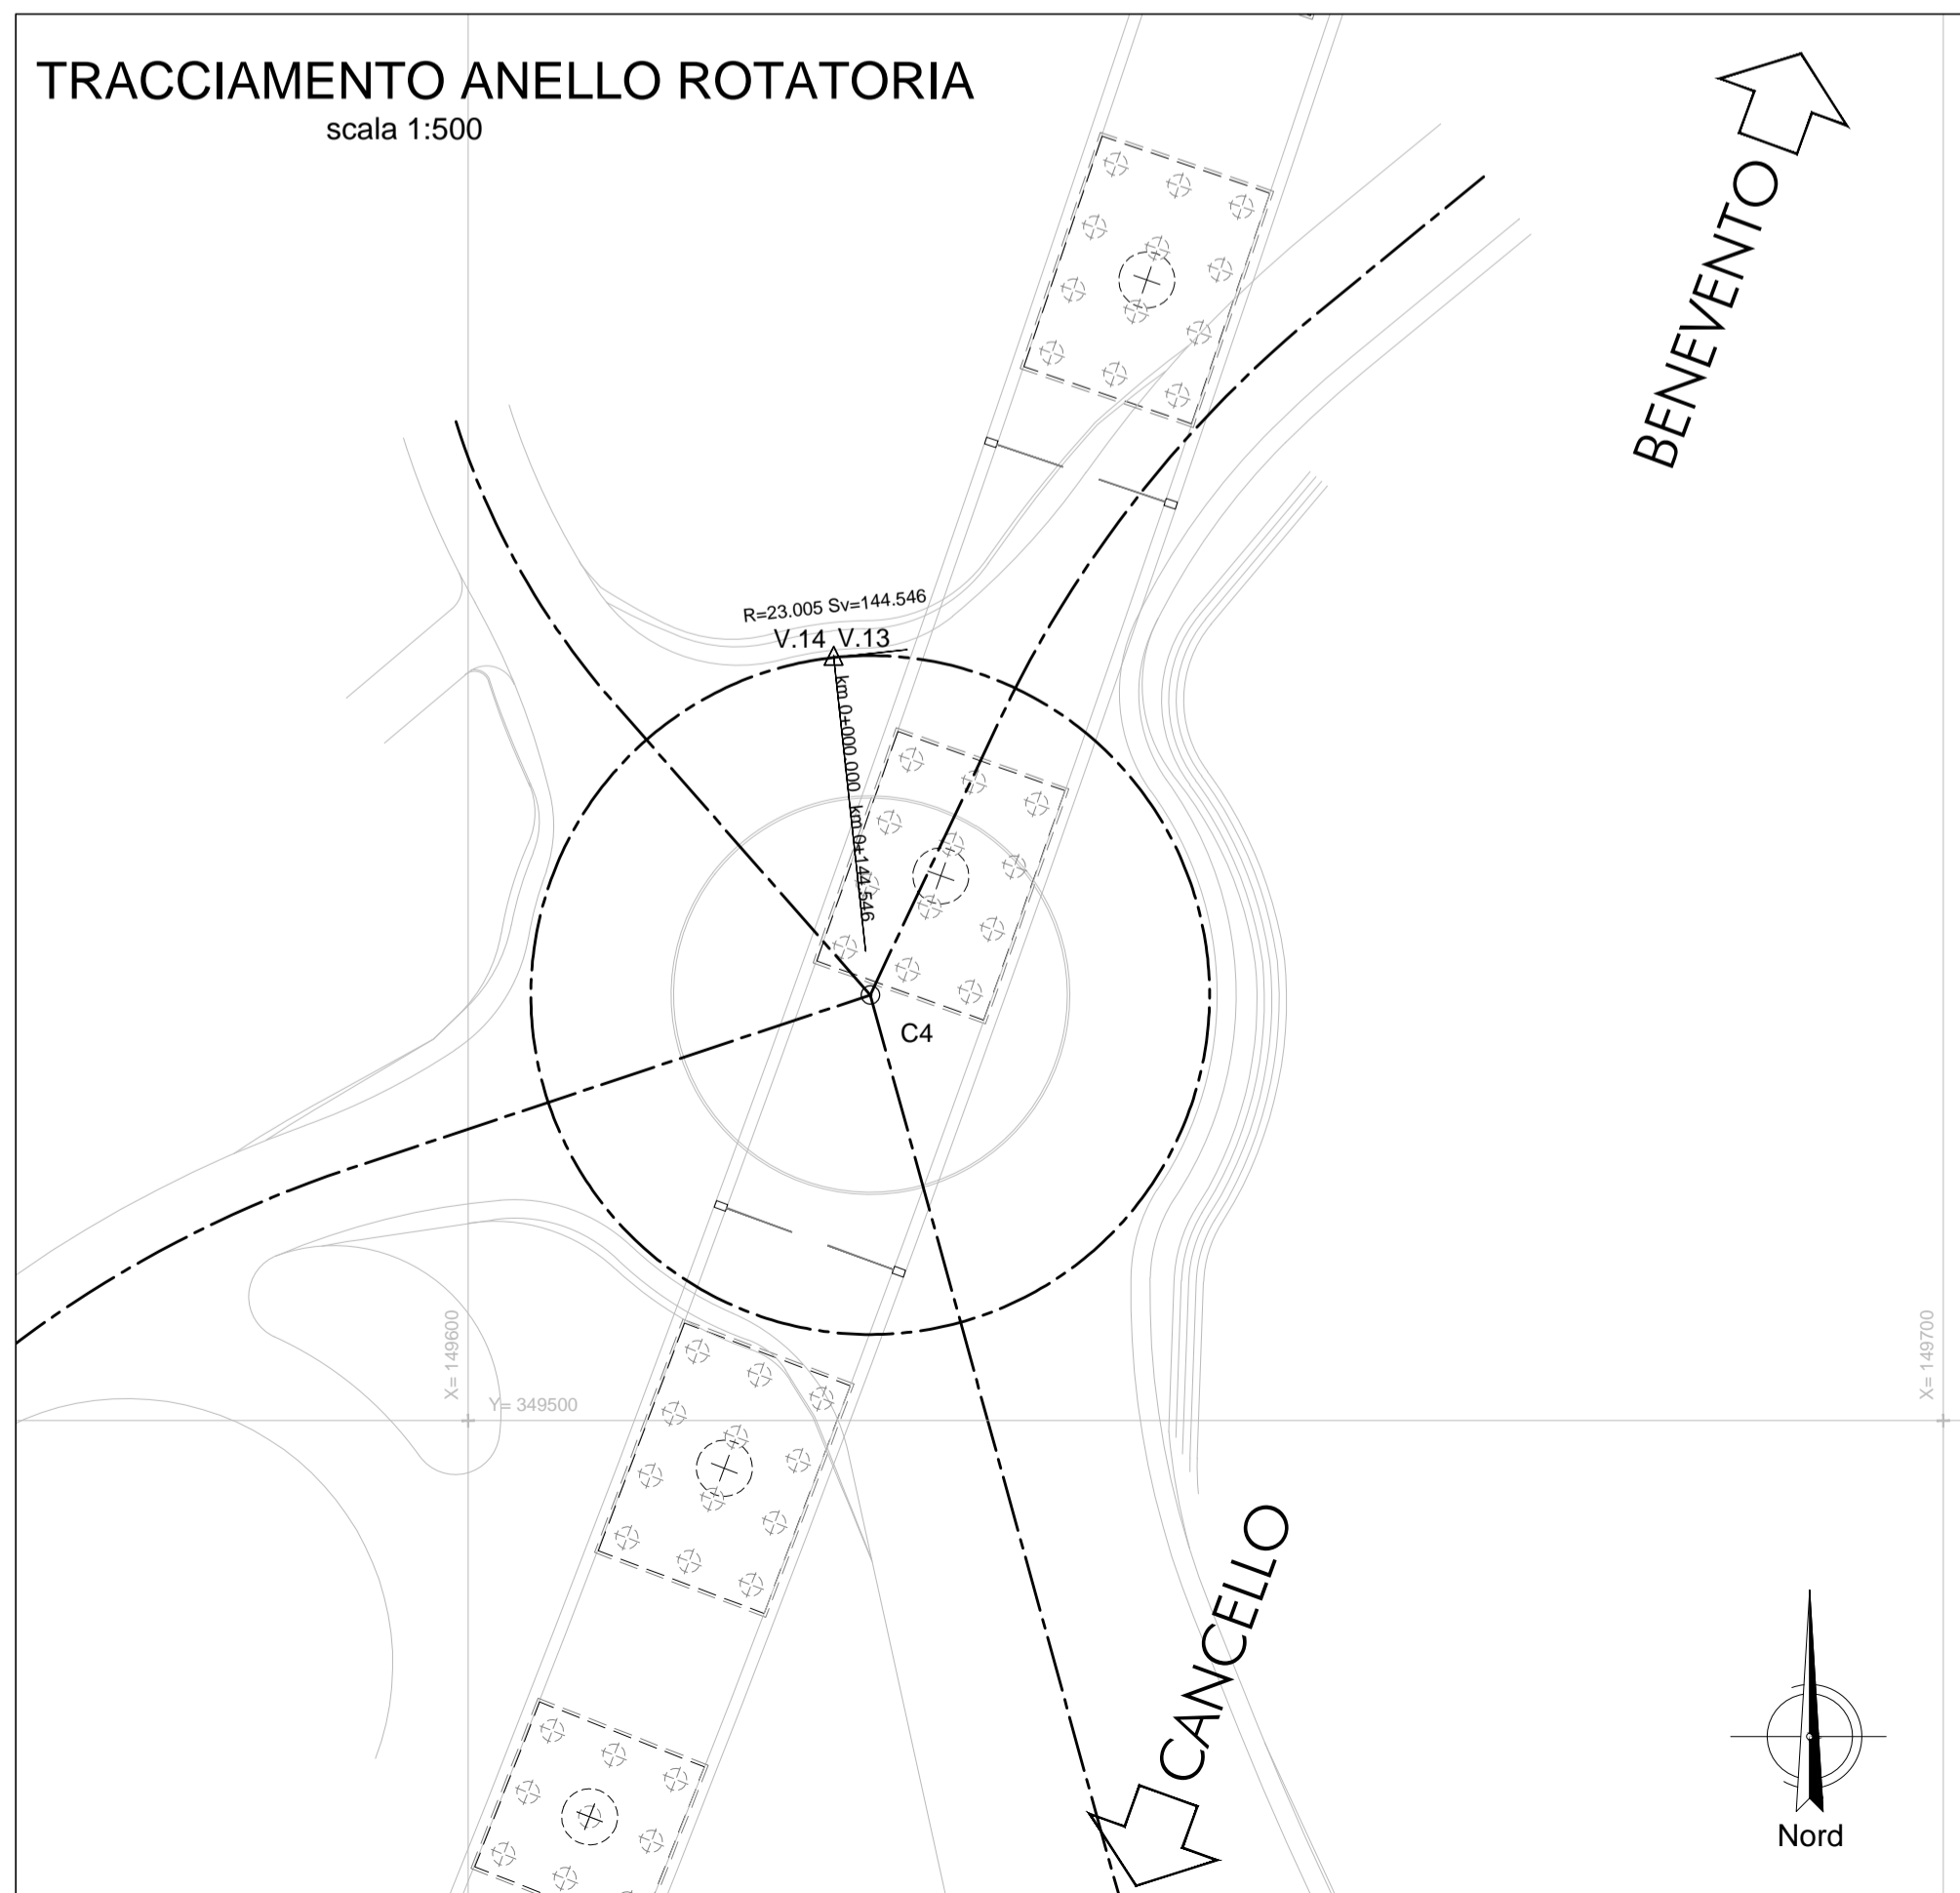 TRACCIAMENTO ANELLO ROTATORIA
scala 1:500
BENEVENTO
R=23.005 Sv=144.546
V.14 V.13
km 0+000.000 km 0+144.546
C4
X= 149600
Y= 349500
X= 149700
CANCELLO
Nord